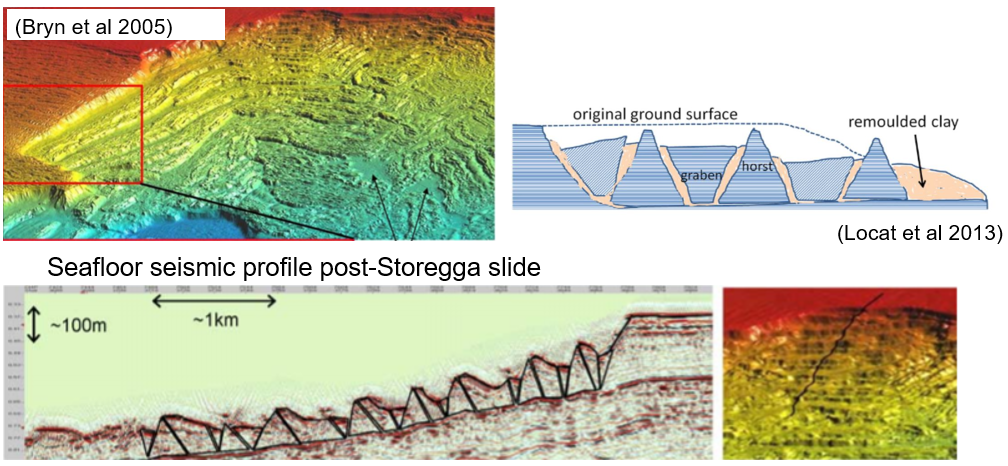 (Bryn et al 2005)
original ground surface
remoulded clay
graben
horst
(Locat et al 2013)
Seafloor seismic profile post-Storegga slide
~100m
~1km